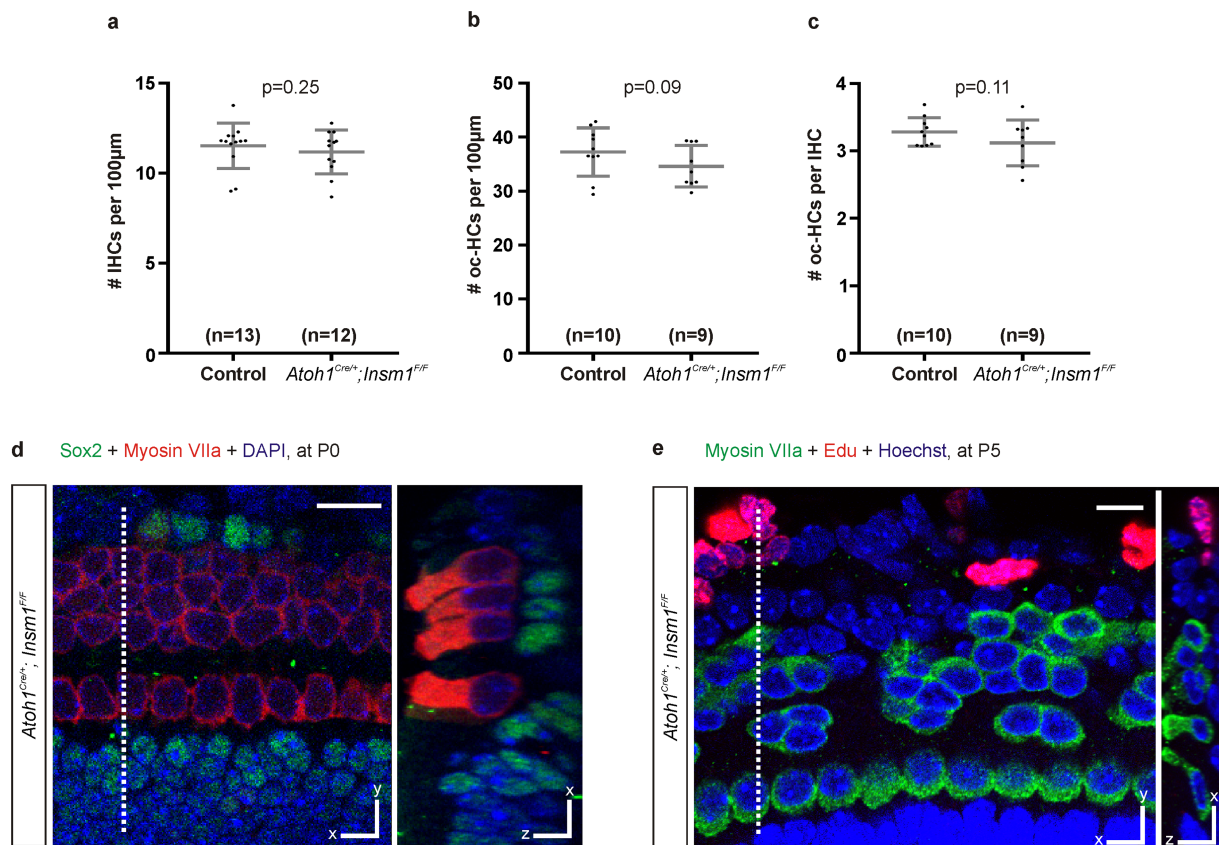 a
# IHCs per 100µm
15
10
5
0
p=0.25
(n=13)
(n=12)
Control
Atoh1Cre/+;Insm1F/F
b
# oc-HCs per 100µm
50
40
30
20
10
0
p=0.09
(n=10)
(n=9)
Control
Atoh1Cre/+;Insm1F/F
c
# oc-HCs per IHC
4
3
2
1
0
p=0.11
(n=10)
(n=9)
Control
Atoh1Cre/+;Insm1F/F
d
Sox2 + Myosin VIIa + DAPI, at P0
Atoh1Cre/+; Insm1F/F
y
x
x
z
e
Myosin VIIa + Edu + Hoechst, at P5
Atoh1Cre/+; Insm1F/F
y
x
x
z